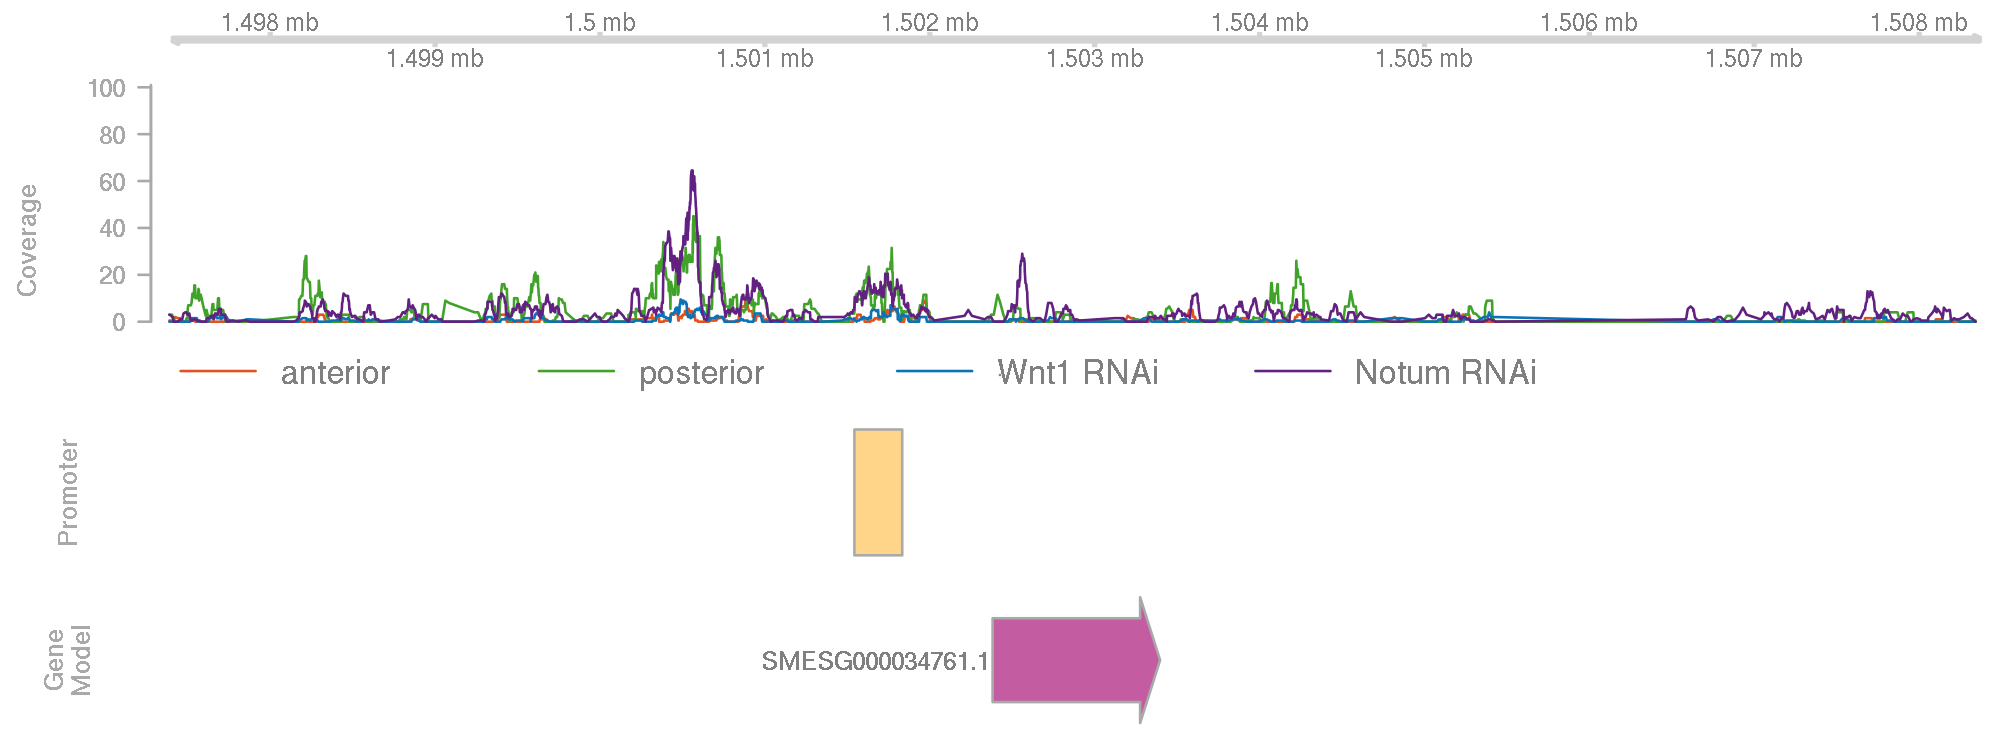 1.498 mb 1.5 mb 1.502 mb 1.504 mb 1.506 mb 1.508 mb
1.499 mb 1.501 mb 1.503 mb 1.505 mb 1.507 mb
100
80
60
40
20
0
Coverage
anterior posterior Wnt1 RNAi Notum RNAi
Promoter
Gene
Model
SMESG000034761.1